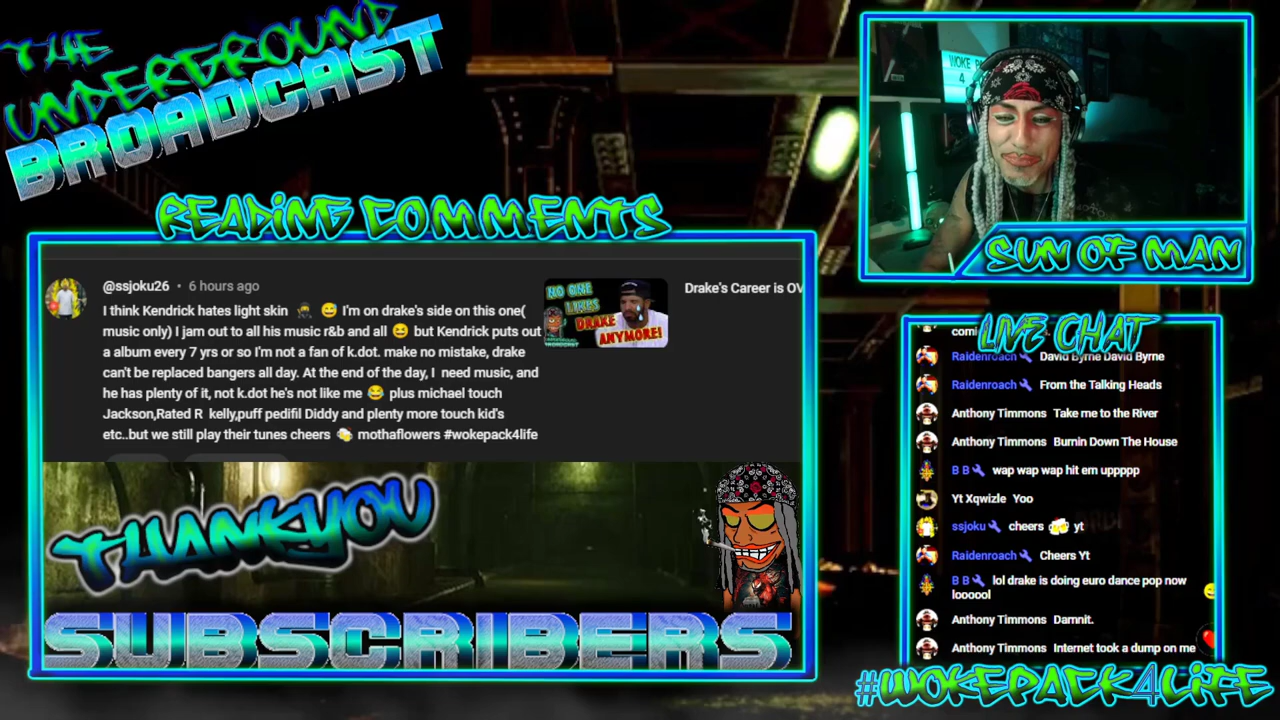 THE
UNDERGROUND
BROADCAST
READING COMMENTS
@ssjoku26 • 6 hours ago
I think Kendrick hates light skin 🥷 😅 I'm on drake's side on this one(
music only) I jam out to all his music r&b and all 😆 but Kendrick puts out
a album every 7 yrs or so I'm not a fan of k.dot. make no mistake, drake
can't be replaced bangers all day. At the end of the day, I need music, and
he has plenty of it, not k.dot he's not like me 😂 plus michael touch
Jackson,Rated R kelly,puff pedifil Diddy and plenty more touch kid's
etc..but we still play their tunes cheers 🍻 mothaflowers #wokepack4life
NO ONE
LIKES
DRAKE
ANYMORE!
Drake's Career is OV
THANKYOU
SUBSCRIBERS
WOKE PA
4
SUN OF MAN
LIVE CHAT
Raidenroach David Byrne David Byrne
Raidenroach From the Talking Heads
Anthony Timmons Take me to the River
Anthony Timmons Burnin Down The House
B B wap wap wap hit em uppppp
Yt Xqwizle Yoo
ssjoku cheers 🍻 yt
Raidenroach Cheers Yt
B B lol drake is doing euro dance pop now
loooool
Anthony Timmons Damnit.
Anthony Timmons Internet took a dump on me
#WOKEPACK4LIFE